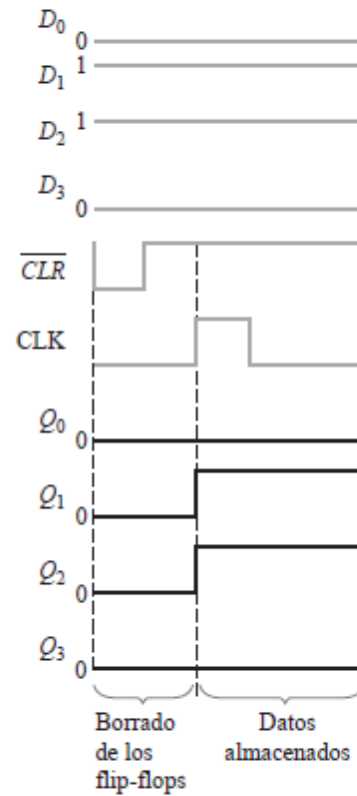 D₀ 0
D₁ 1
D₂ 1
D₃ 0
C̅L̅R̅
CLK
Q₀ 0
Q₁ 0
Q₂ 0
Q₃ 0
Borrado
de los
flip-flops
Datos
almacenados